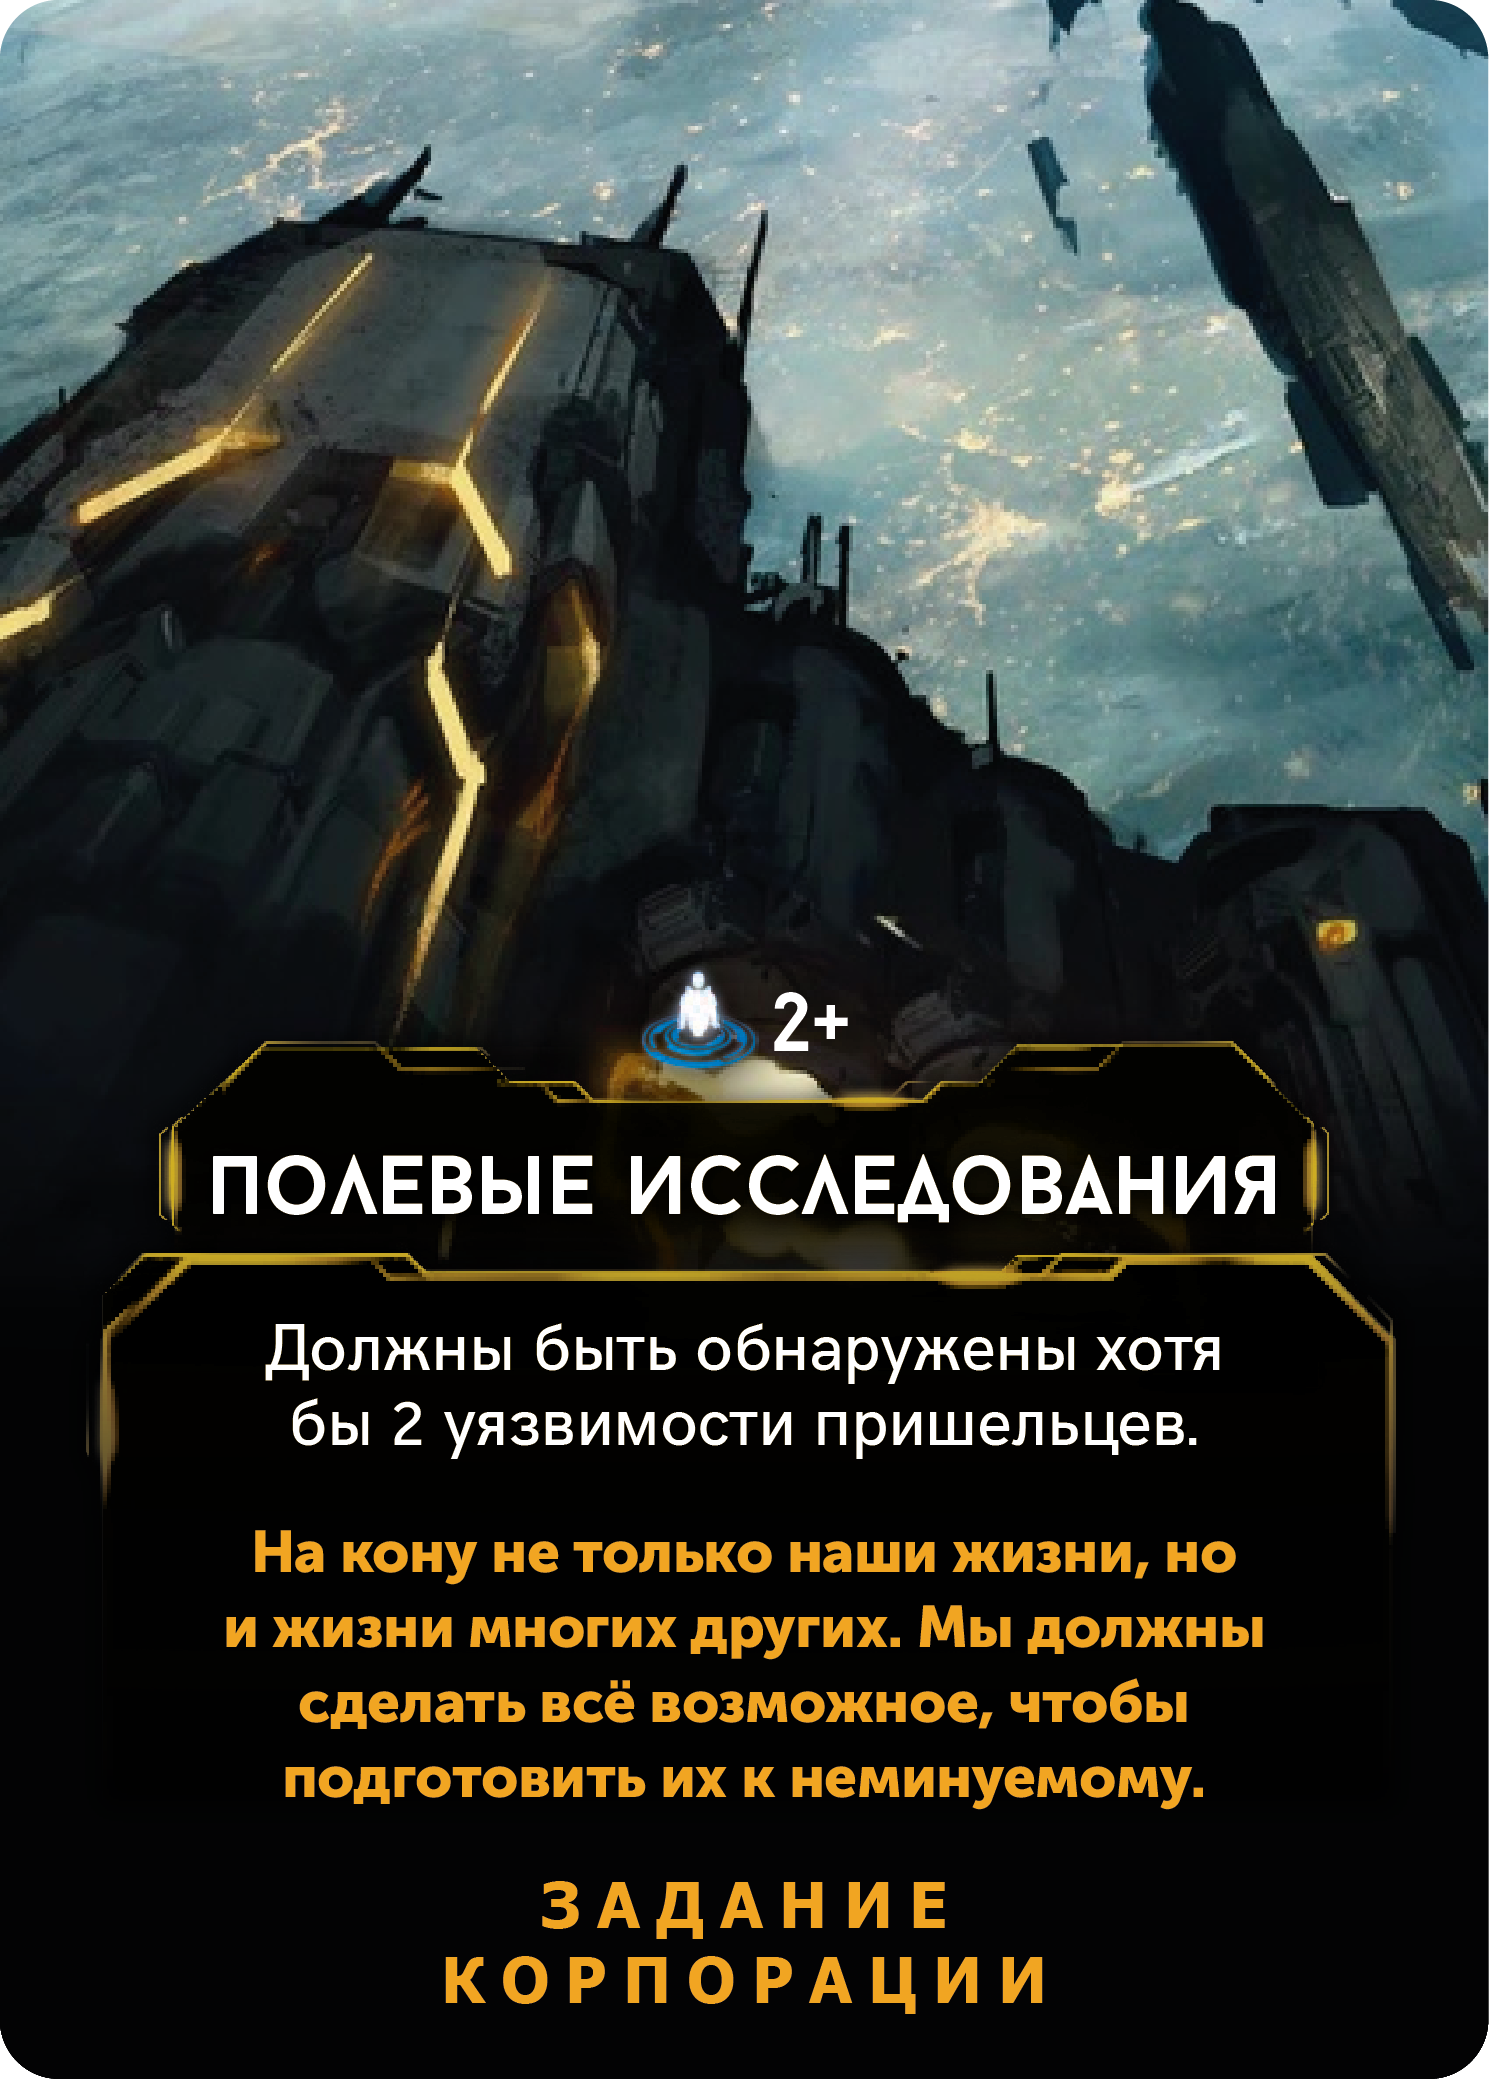 2+
ПОЛЕВЫЕ ИССЛЕДОВАНИЯ
Должны быть обнаружены хотя
бы 2 уязвимости пришельцев.
На кону не только наши жизни, но
и жизни многих других. Мы должны
сделать всё возможное, чтобы
подготовить их к неминуемому.
ЗАДАНИЕ
КОРПОРАЦИИ